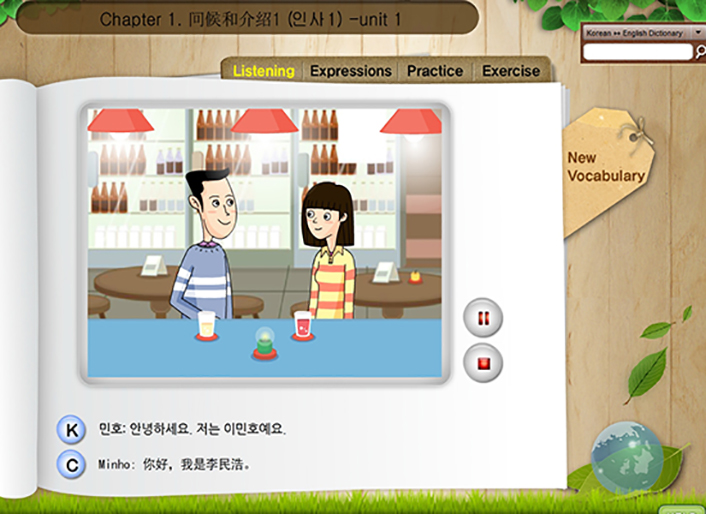 Chapter 1. 问候和介绍1 (인사1) -unit 1
Korean ↔ English Dictionary
Listening Expressions Practice Exercise
New
Vocabulary
K 민호: 안녕하세요. 저는 이민호예요.
C Minho: 你好, 我是李民浩。